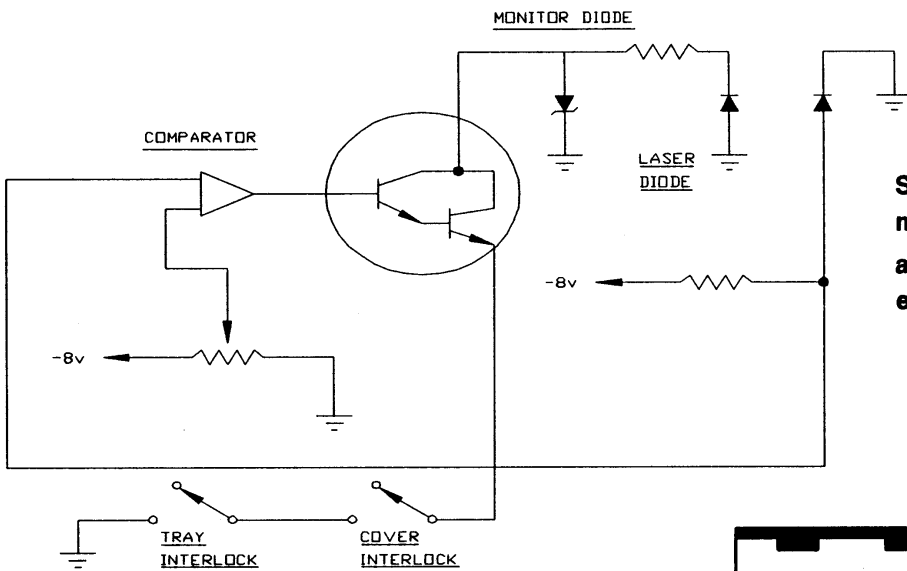 MONITOR DIODE
COMPARATOR
LASER
DIODE
-8v
-8v
TRAY
INTERLOCK
COVER
INTERLOCK
S
n
a
e